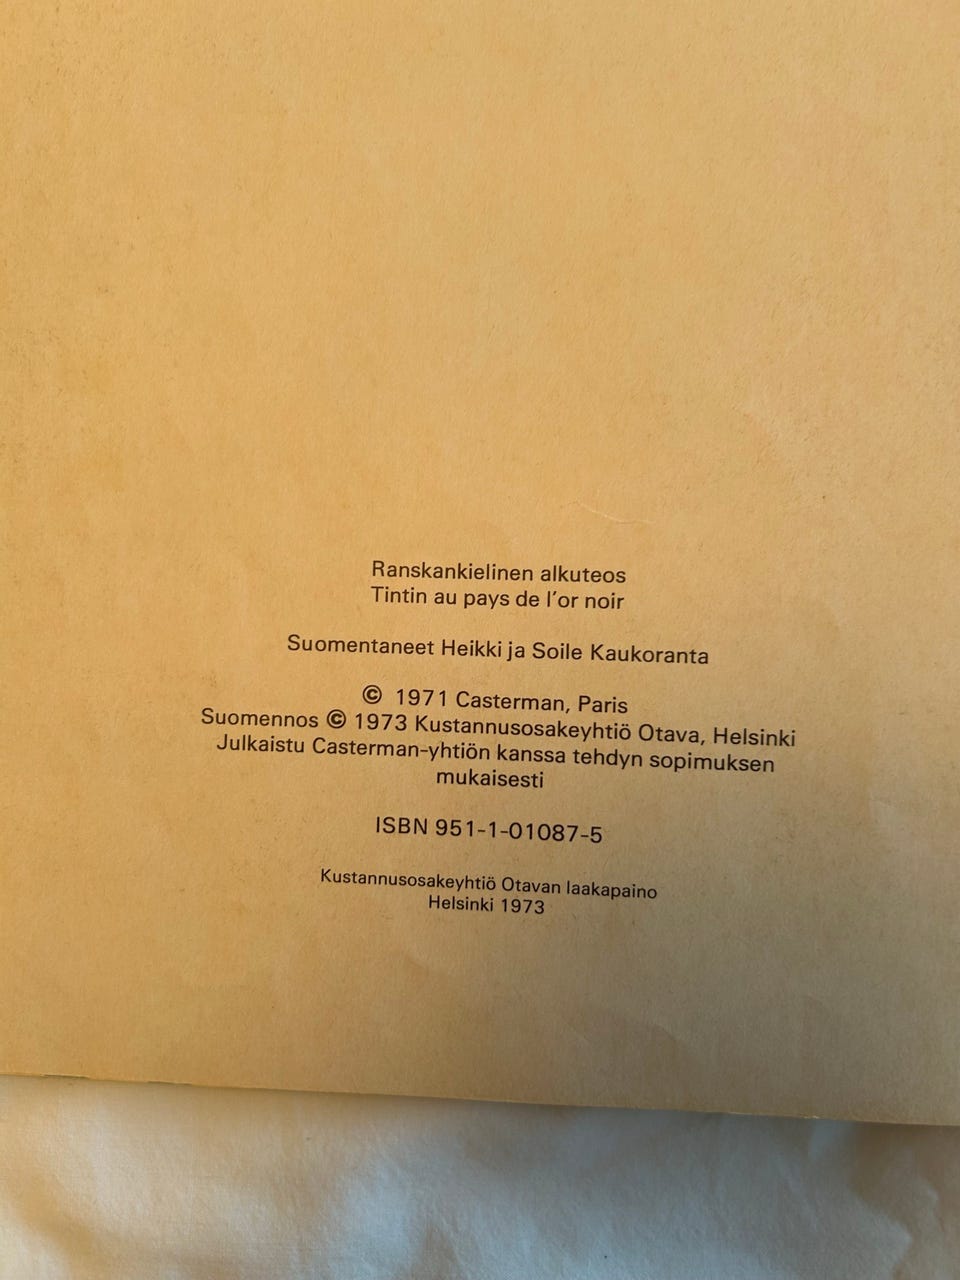 Ranskankielinen alkuteos
Tintin au pays de l'or noir
Suomentaneet Heikki ja Soile Kaukoranta
© 1971 Casterman, Paris
Suomennos © 1973 Kustannusosakeyhtiö Otava, Helsinki
Julkaistu Casterman-yhtiön kanssa tehdyn sopimuksen
mukaisesti
ISBN 951-1-01087-5
Kustannusosakeyhtiö Otavan laakapaino
Helsinki 1973